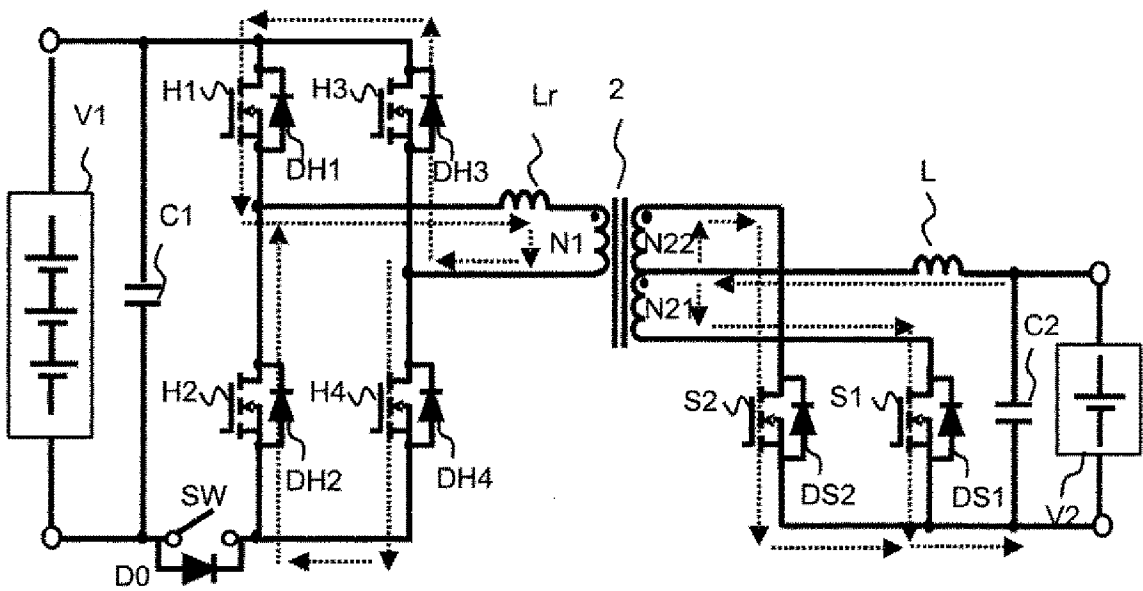 H1
H3
Lr
2
V1
DH1
DH3
L
C1
N1
N22
N21
C2
H2
H4
S2
S1
SW
DH2
DH4
DS2
DS1
V2
D0